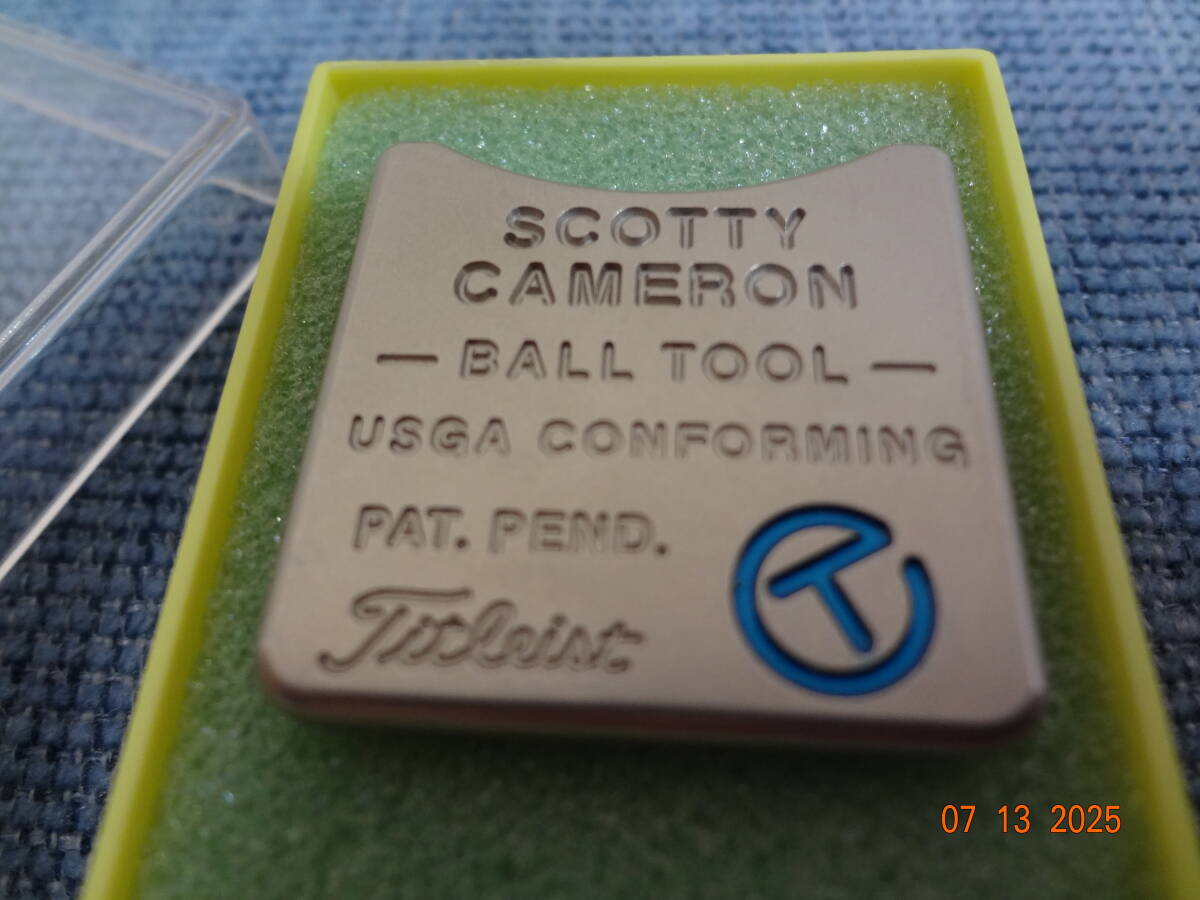 SCOTTY
CAMERON
— BALL TOOL —
USGA CONFORMING
PAT. PEND.
Titleist
T
07 13 2025